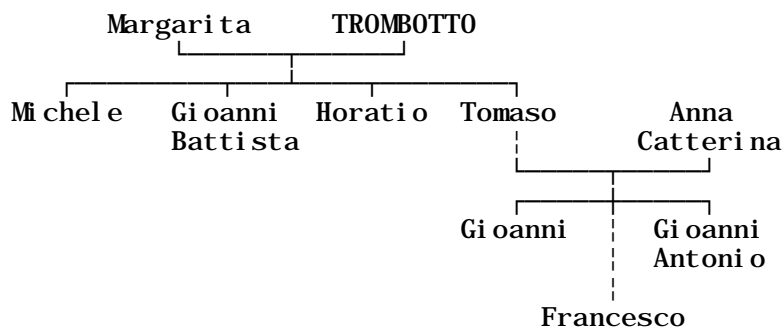 Margarita TROMBOTTO
Michele Gioanni Horatio Tomaso Anna
Battista Catterina
Gioanni Gioanni
Antonio
Francesco